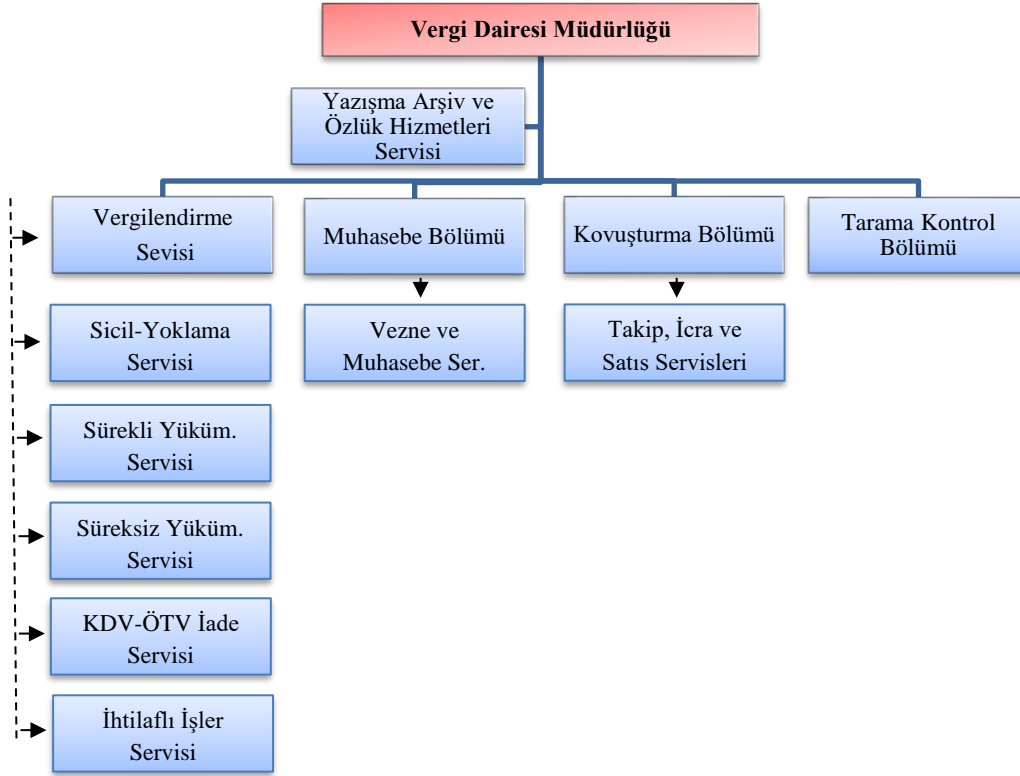 Vergi Dairesi Müdürlüğü
Yazışma Arşiv ve
Özlük Hizmetleri
Servisi
Vergilendirme
Sevisi
Muhasebe Bölümü
Kovuşturma Bölümü
Tarama Kontrol
Bölümü
Sicil-Yoklama
Servisi
Vezne ve
Muhasebe Ser.
Takip, İcra ve
Satıs Servisleri
Sürekli Yüküm.
Servisi
Süreksiz Yüküm.
Servisi
KDV-ÖTV İade
Servisi
İhtilaflı İşler
Servisi